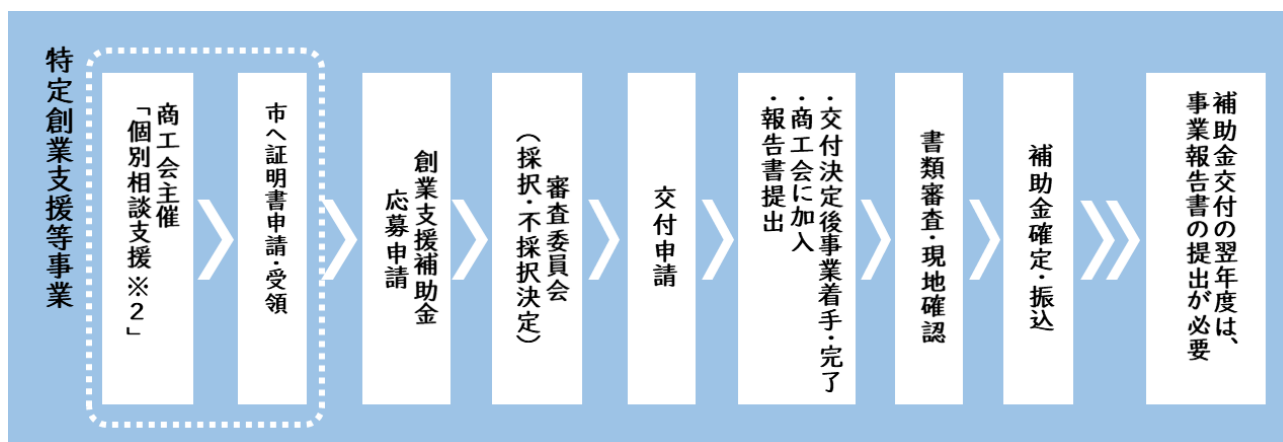 特定創業支援等事業
商工会主催
「個別相談支援※2」
市へ証明書申請・受領
創業支援補助金
応募申請
審査委員会
（採択・不採択決定）
交付申請
・交付決定後事業着手・完了
・商工会に加入
・報告書提出
書類審査・現地確認
補助金確定・振込
補助金交付の翌年度は、
事業報告書の提出が必要